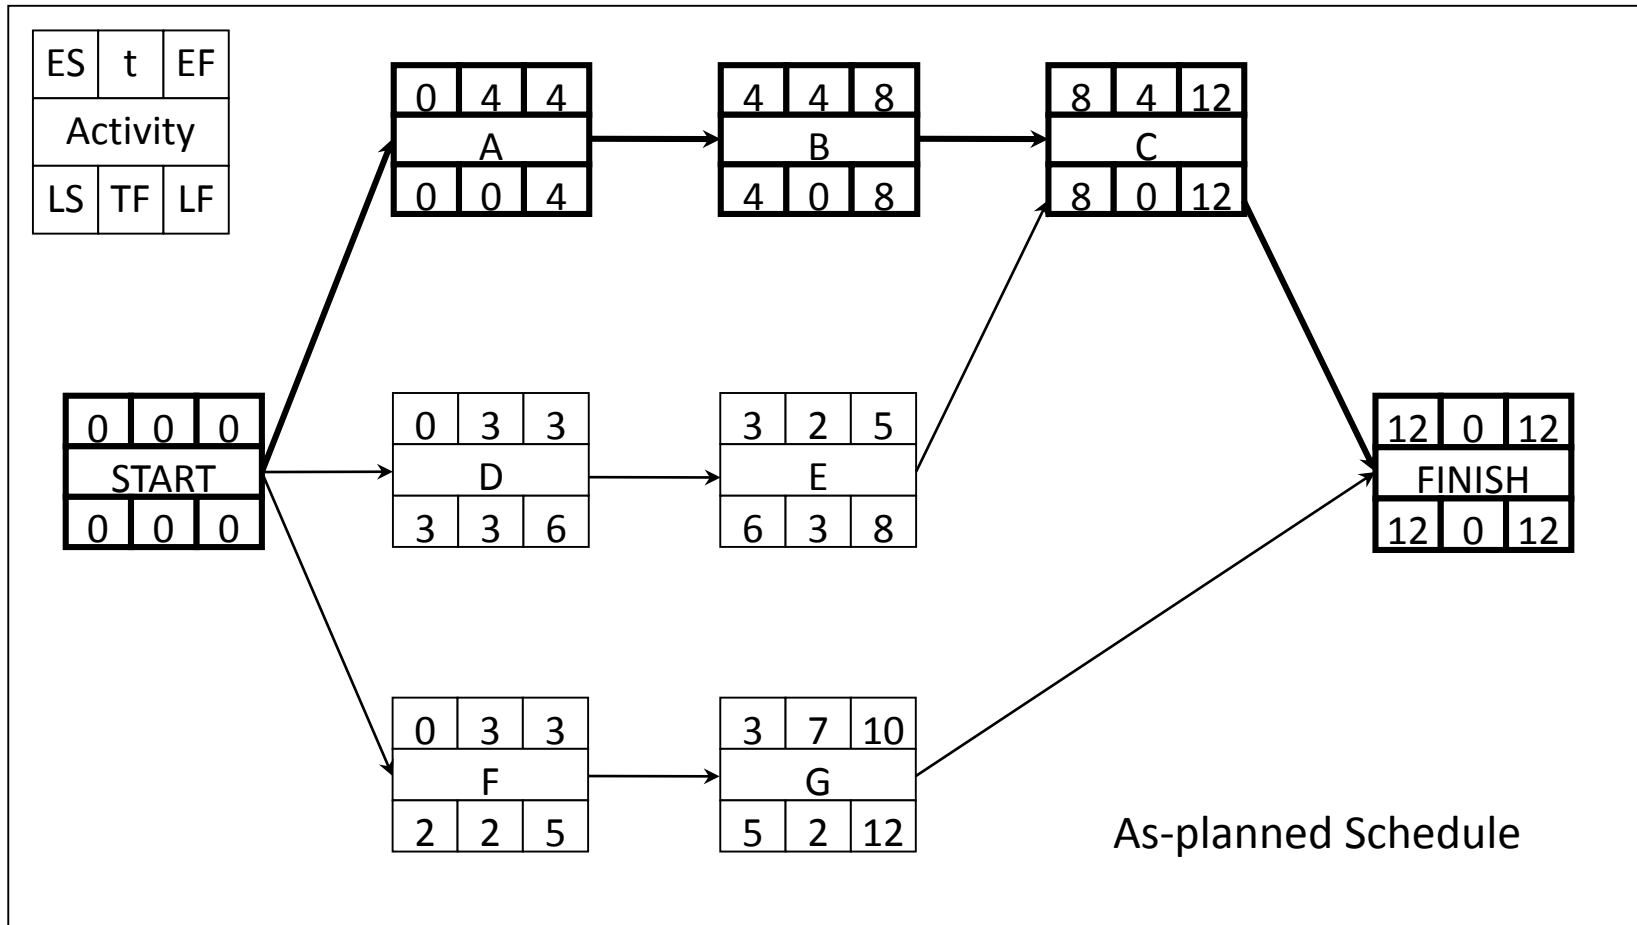 ES t EF
Activity
LS TF LF
0 4 4
A
0 0 4
4 4 8
B
4 0 8
8 4 12
C
8 0 12
0 0 0
START
0 0 0
0 3 3
D
3 3 6
3 2 5
E
6 3 8
12 0 12
FINISH
12 0 12
0 3 3
F
2 2 5
3 7 10
G
5 2 12
As-planned Schedule